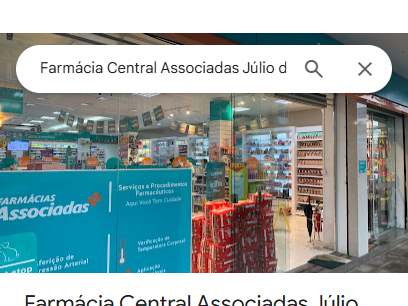 Farmácia Central Associadas Júlio d
FARMÁCIAS
Associadas
Serviços e Procedimentos
Farmacêuticos
Aqui Você Tem Cuidado
Verificação de
Temperatura Corporal
Aferição de
Pressão Arterial
Aplicação
Farmácia Central Associadas Júlio